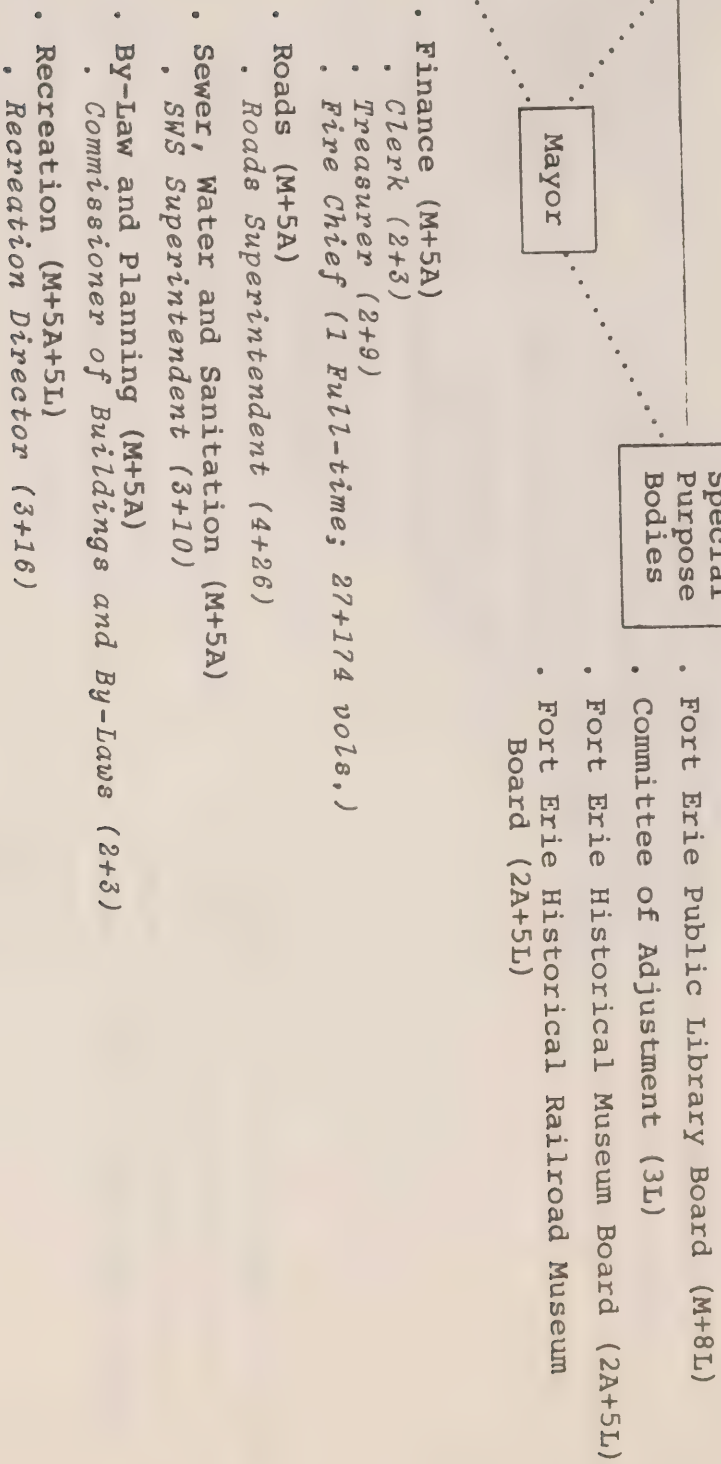 Special
Purpose
Bodies
. Fort Erie Public Library Board (M+8L)
. Committee of Adjustment (3L)
. Fort Erie Historical Museum Board (2A+5L)
. Fort Erie Historical Railroad Museum
Board (2A+5L)
Mayor
. Finance (M+5A)
. Clerk (2+3)
. Treasurer (2+9)
. Fire Chief (1 Full-time; 27+174 vols.)
. Roads (M+5A)
. Roads Superintendent (4+26)
. Sewer, Water and Sanitation (M+5A)
. SWS Superintendent (3+10)
. By-Law and Planning (M+5A)
. Commissioner of Buildings and By-Laws (2+3)
. Recreation (M+5A+5L)
. Recreation Director (3+16)